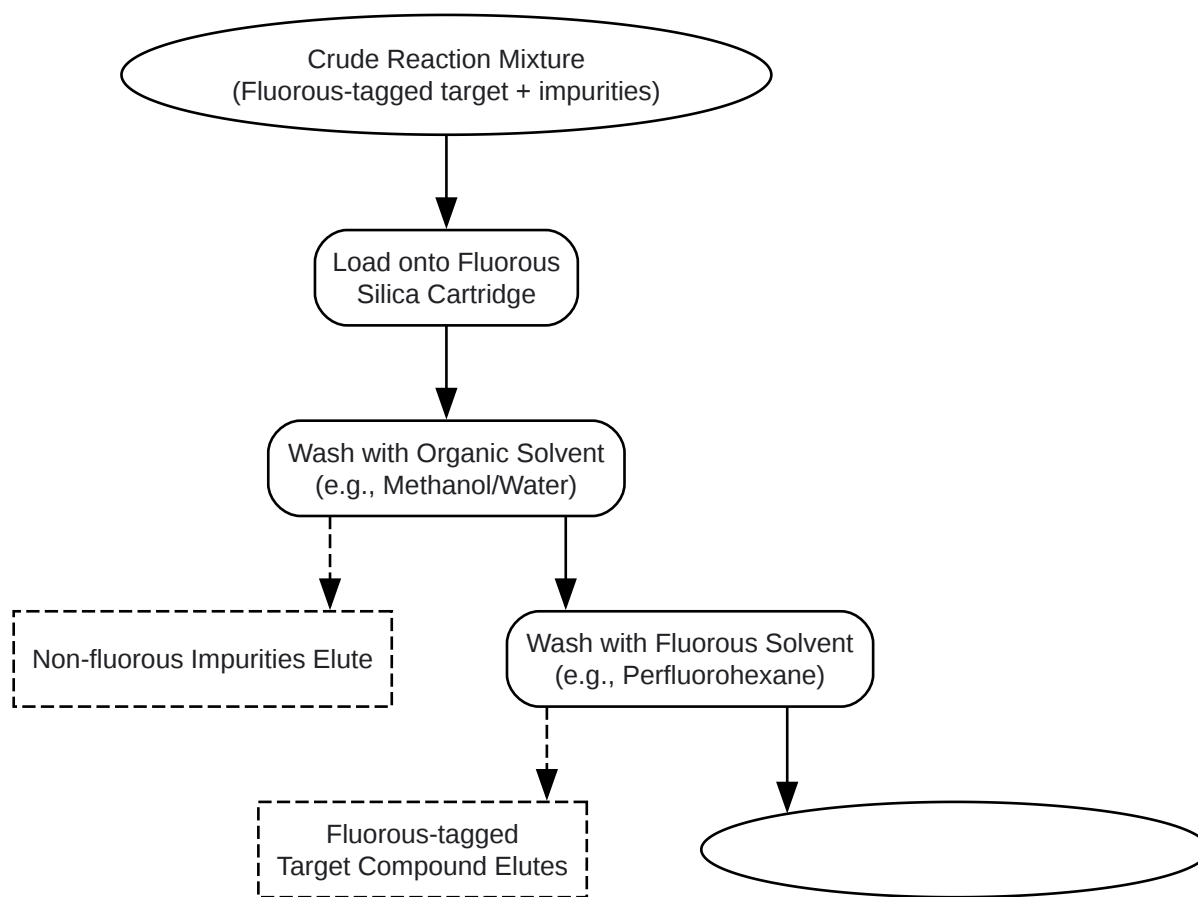 Crude Reaction Mixture
(Fluorous-tagged target + impurities)
Load onto Fluorous
Silica Cartridge
Wash with Organic Solvent
(e.g., Methanol/Water)
Non-fluorous Impurities Elute
Wash with Fluorous Solvent
(e.g., Perfluorohexane)
Fluorous-tagged
Target Compound Elutes